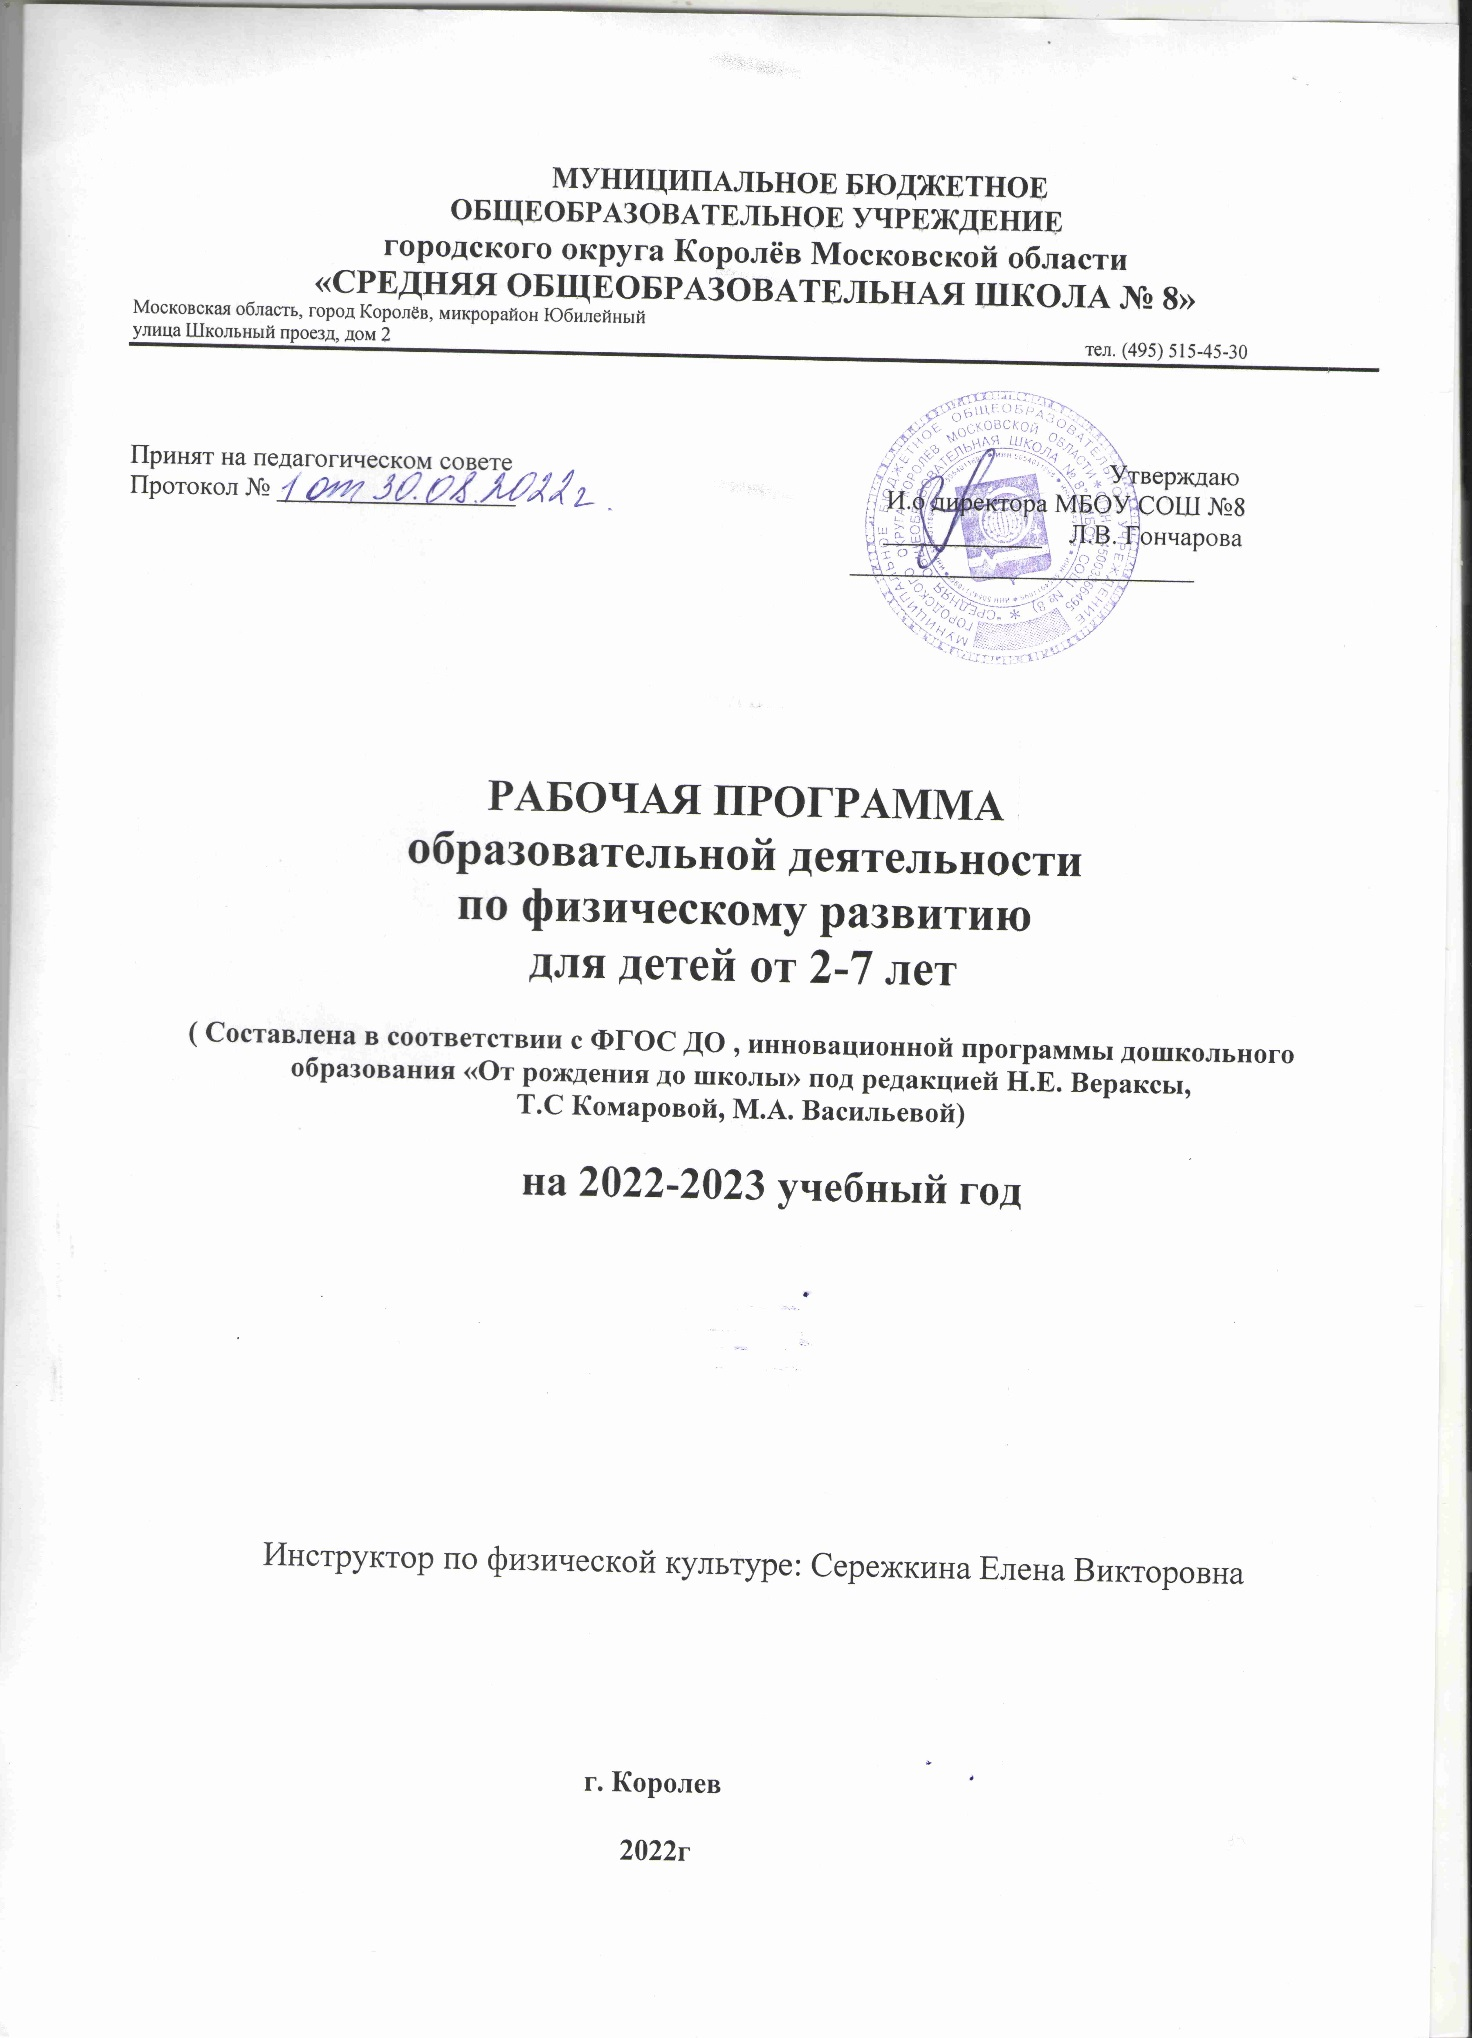 МУНИЦИПАЛЬНОЕ БЮДЖЕТНОЕ
ОБЩЕОБРАЗОВАТЕЛЬНОЕ УЧРЕЖДЕНИЕ
городского округа Королёв Московской области
«СРЕДНЯЯ ОБЩЕОБРАЗОВАТЕЛЬНАЯ ШКОЛА № 8»
Московская область, город Королёв, микрорайон Юбилейный
улица Школьный проезд, дом 2
тел. (495) 515-45-30
Принят на педагогическом совете
Протокол № 1 от 30.08.2022г.
Утверждаю
И.о директора МБОУ СОШ №8
Л.В. Гончарова
РАБОЧАЯ ПРОГРАММА
образовательной деятельности
по физическому развитию
для детей от 2-7 лет
( Составлена в соответствии с ФГОС ДО , инновационной программы дошкольного
образования «От рождения до школы» под редакцией Н.Е. Вераксы,
Т.С Комаровой, М.А. Васильевой)
на 2022-2023 учебный год
Инструктор по физической культуре: Сережкина Елена Викторовна
г. Королев
2022г